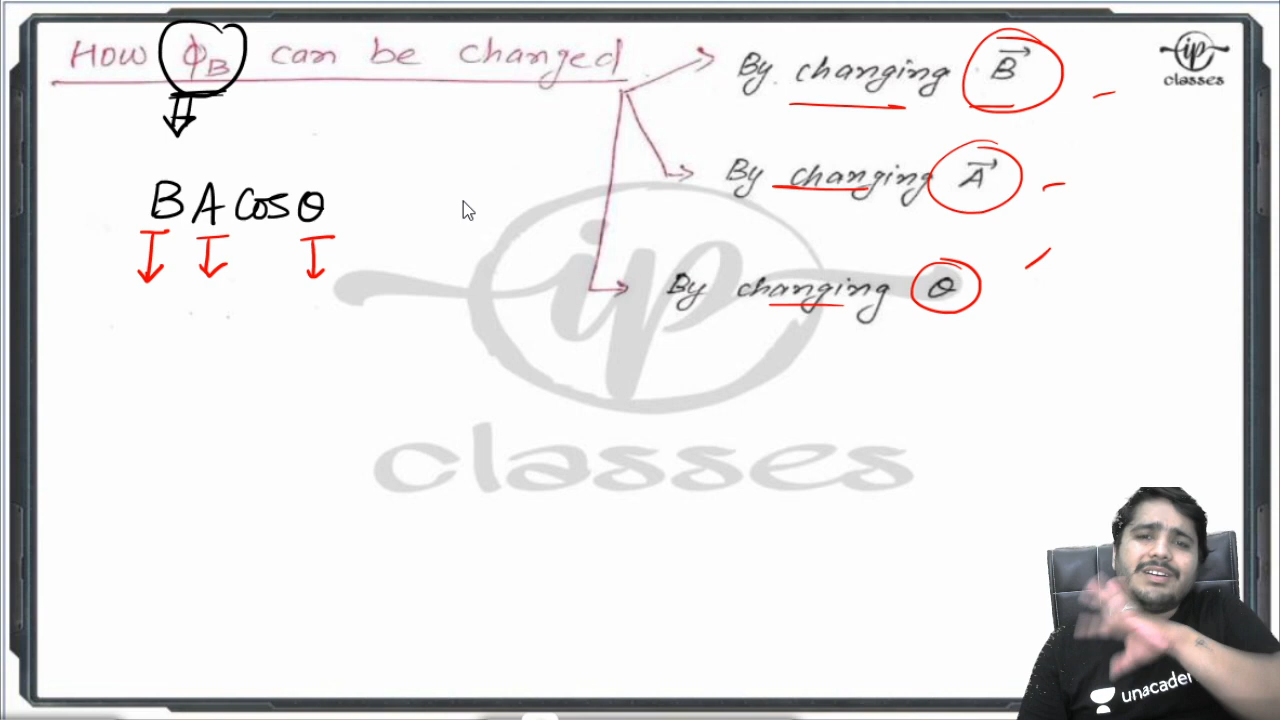 How ϕB can be changed
By changing B⃗
By changing A⃗
By changing θ
BA cosθ
ip
classes
ip
classes
unacade